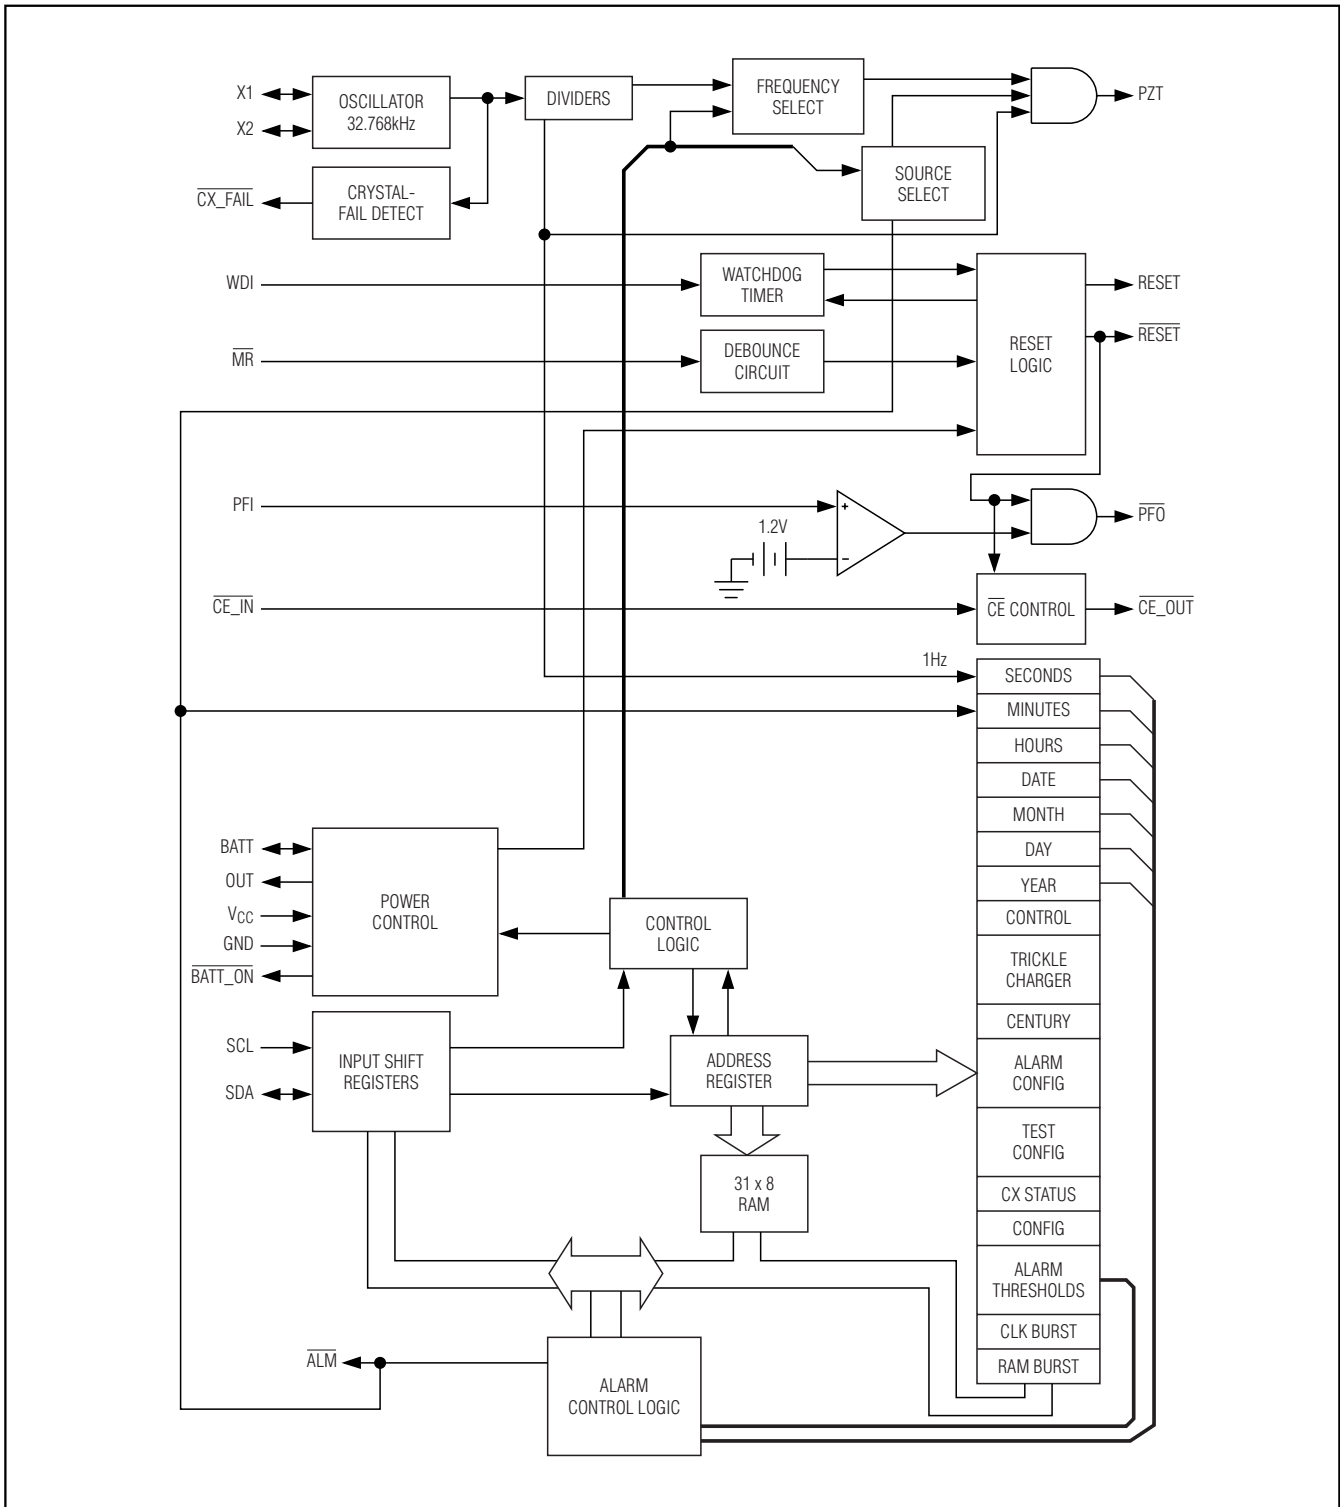 X1
X2
OSCILLATOR
32.768kHz
DIVIDERS
FREQUENCY
SELECT
PZT
CX_FAIL
CRYSTAL-
FAIL DETECT
SOURCE
SELECT
WDI
WATCHDOG
TIMER
RESET
MR
DEBOUNCE
CIRCUIT
RESET
LOGIC
RESET
PFI
+
1.2V
−
PFO
CE_IN
CE CONTROL
CE_OUT
1Hz
SECONDS
MINUTES
HOURS
DATE
MONTH
DAY
YEAR
CONTROL
TRICKLE
CHARGER
CENTURY
ALARM
CONFIG
TEST
CONFIG
CX STATUS
CONFIG
ALARM
THRESHOLDS
CLK BURST
RAM BURST
BATT
OUT
VCC
GND
BATT_ON
POWER
CONTROL
CONTROL
LOGIC
SCL
SDA
INPUT SHIFT
REGISTERS
ADDRESS
REGISTER
31 x 8
RAM
ALM
ALARM
CONTROL LOGIC